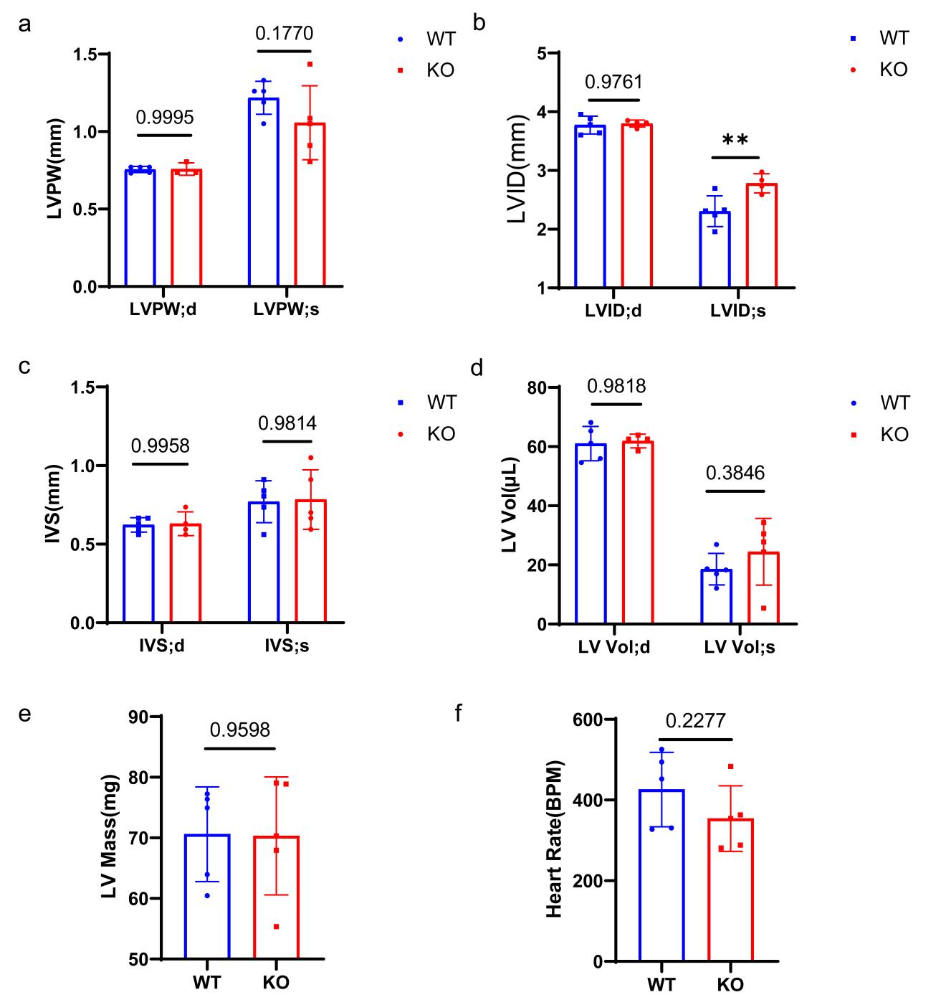 a
0.1770
WT
KO
1.5
0.9995
1.0
LVPW(mm)
0.5
0.0
LVPW;d
LVPW;s
b
WT
KO
5
0.9761
4
**
3
LVID(mm)
2
1
LVID;d
LVID;s
c
1.5
WT
KO
0.9814
0.9958
1.0
IVS(mm)
0.5
0.0
IVS;d
IVS;s
d
0.9818
80
WT
KO
60
0.3846
LV Vol(μL)
40
20
0
LV Vol;d
LV Vol;s
e
90
0.9598
80
LV Mass(mg)
70
60
50
WT
KO
f
600
0.2277
400
Heart Rate(BPM)
200
0
WT
KO